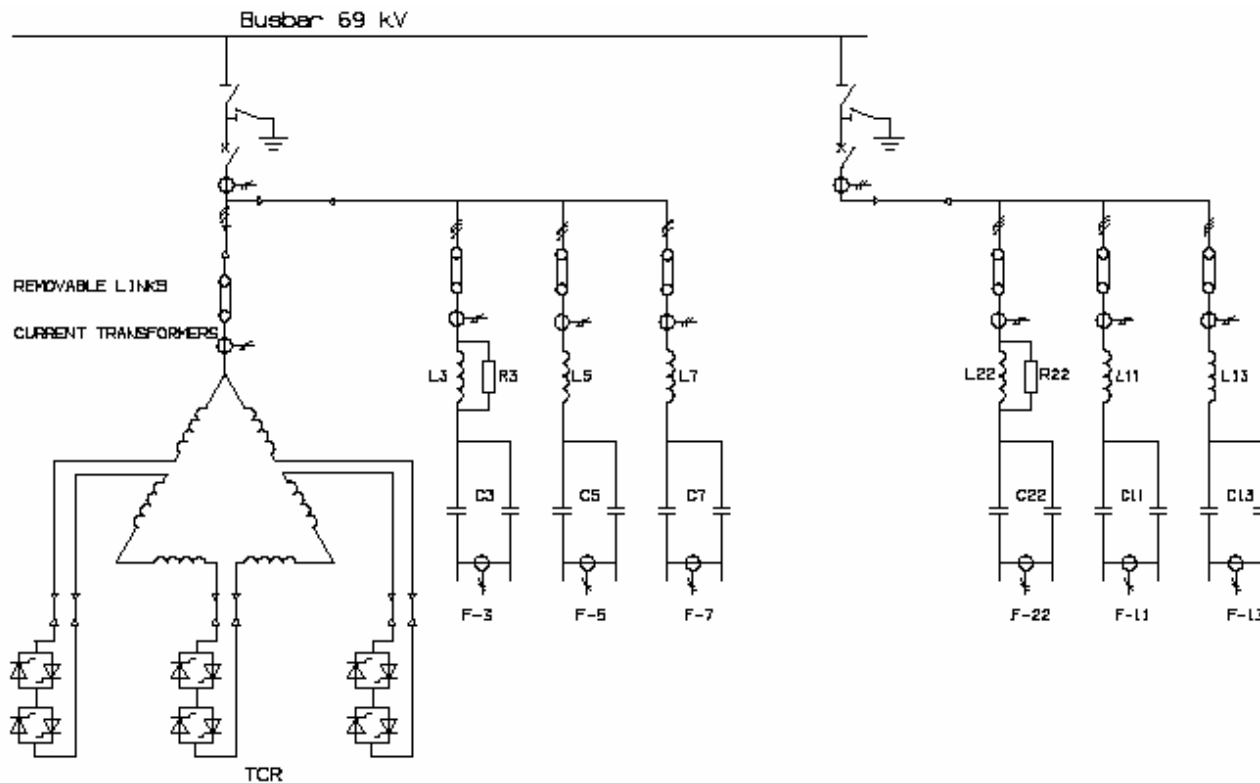 Busbar 69 kV
REMOVABLE LINKS
CURRENT TRANSFORMERS
L3
R3
L5
L7
L22
R22
L11
L13
C3
C5
C7
C22
C11
C13
F-3
F-5
F-7
F-22
F-11
F-13
TCR